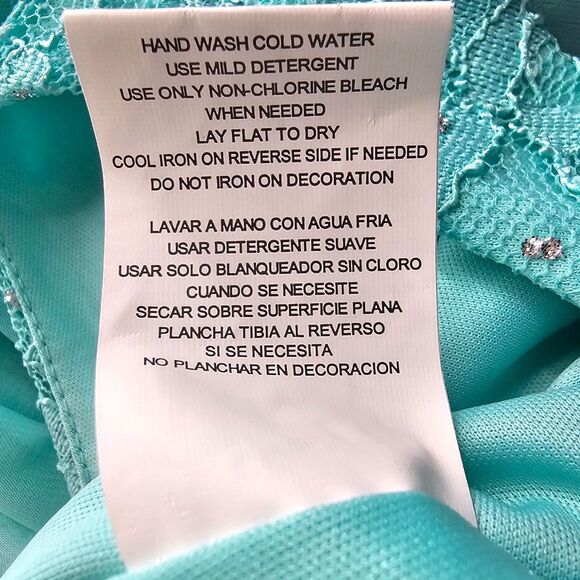 HAND WASH COLD WATER
USE MILD DETERGENT
USE ONLY NON-CHLORINE BLEACH
WHEN NEEDED
LAY FLAT TO DRY
COOL IRON ON REVERSE SIDE IF NEEDED
DO NOT IRON ON DECORATION
LAVAR A MANO CON AGUA FRIA
USAR DETERGENTE SUAVE
USAR SOLO BLANQUEADOR SIN CLORO
CUANDO SE NECESITE
SECAR SOBRE SUPERFICIE PLANA
PLANCHA TIBIA AL REVERSO
SI SE NECESITA
NO PLANCHAR EN DECORACION